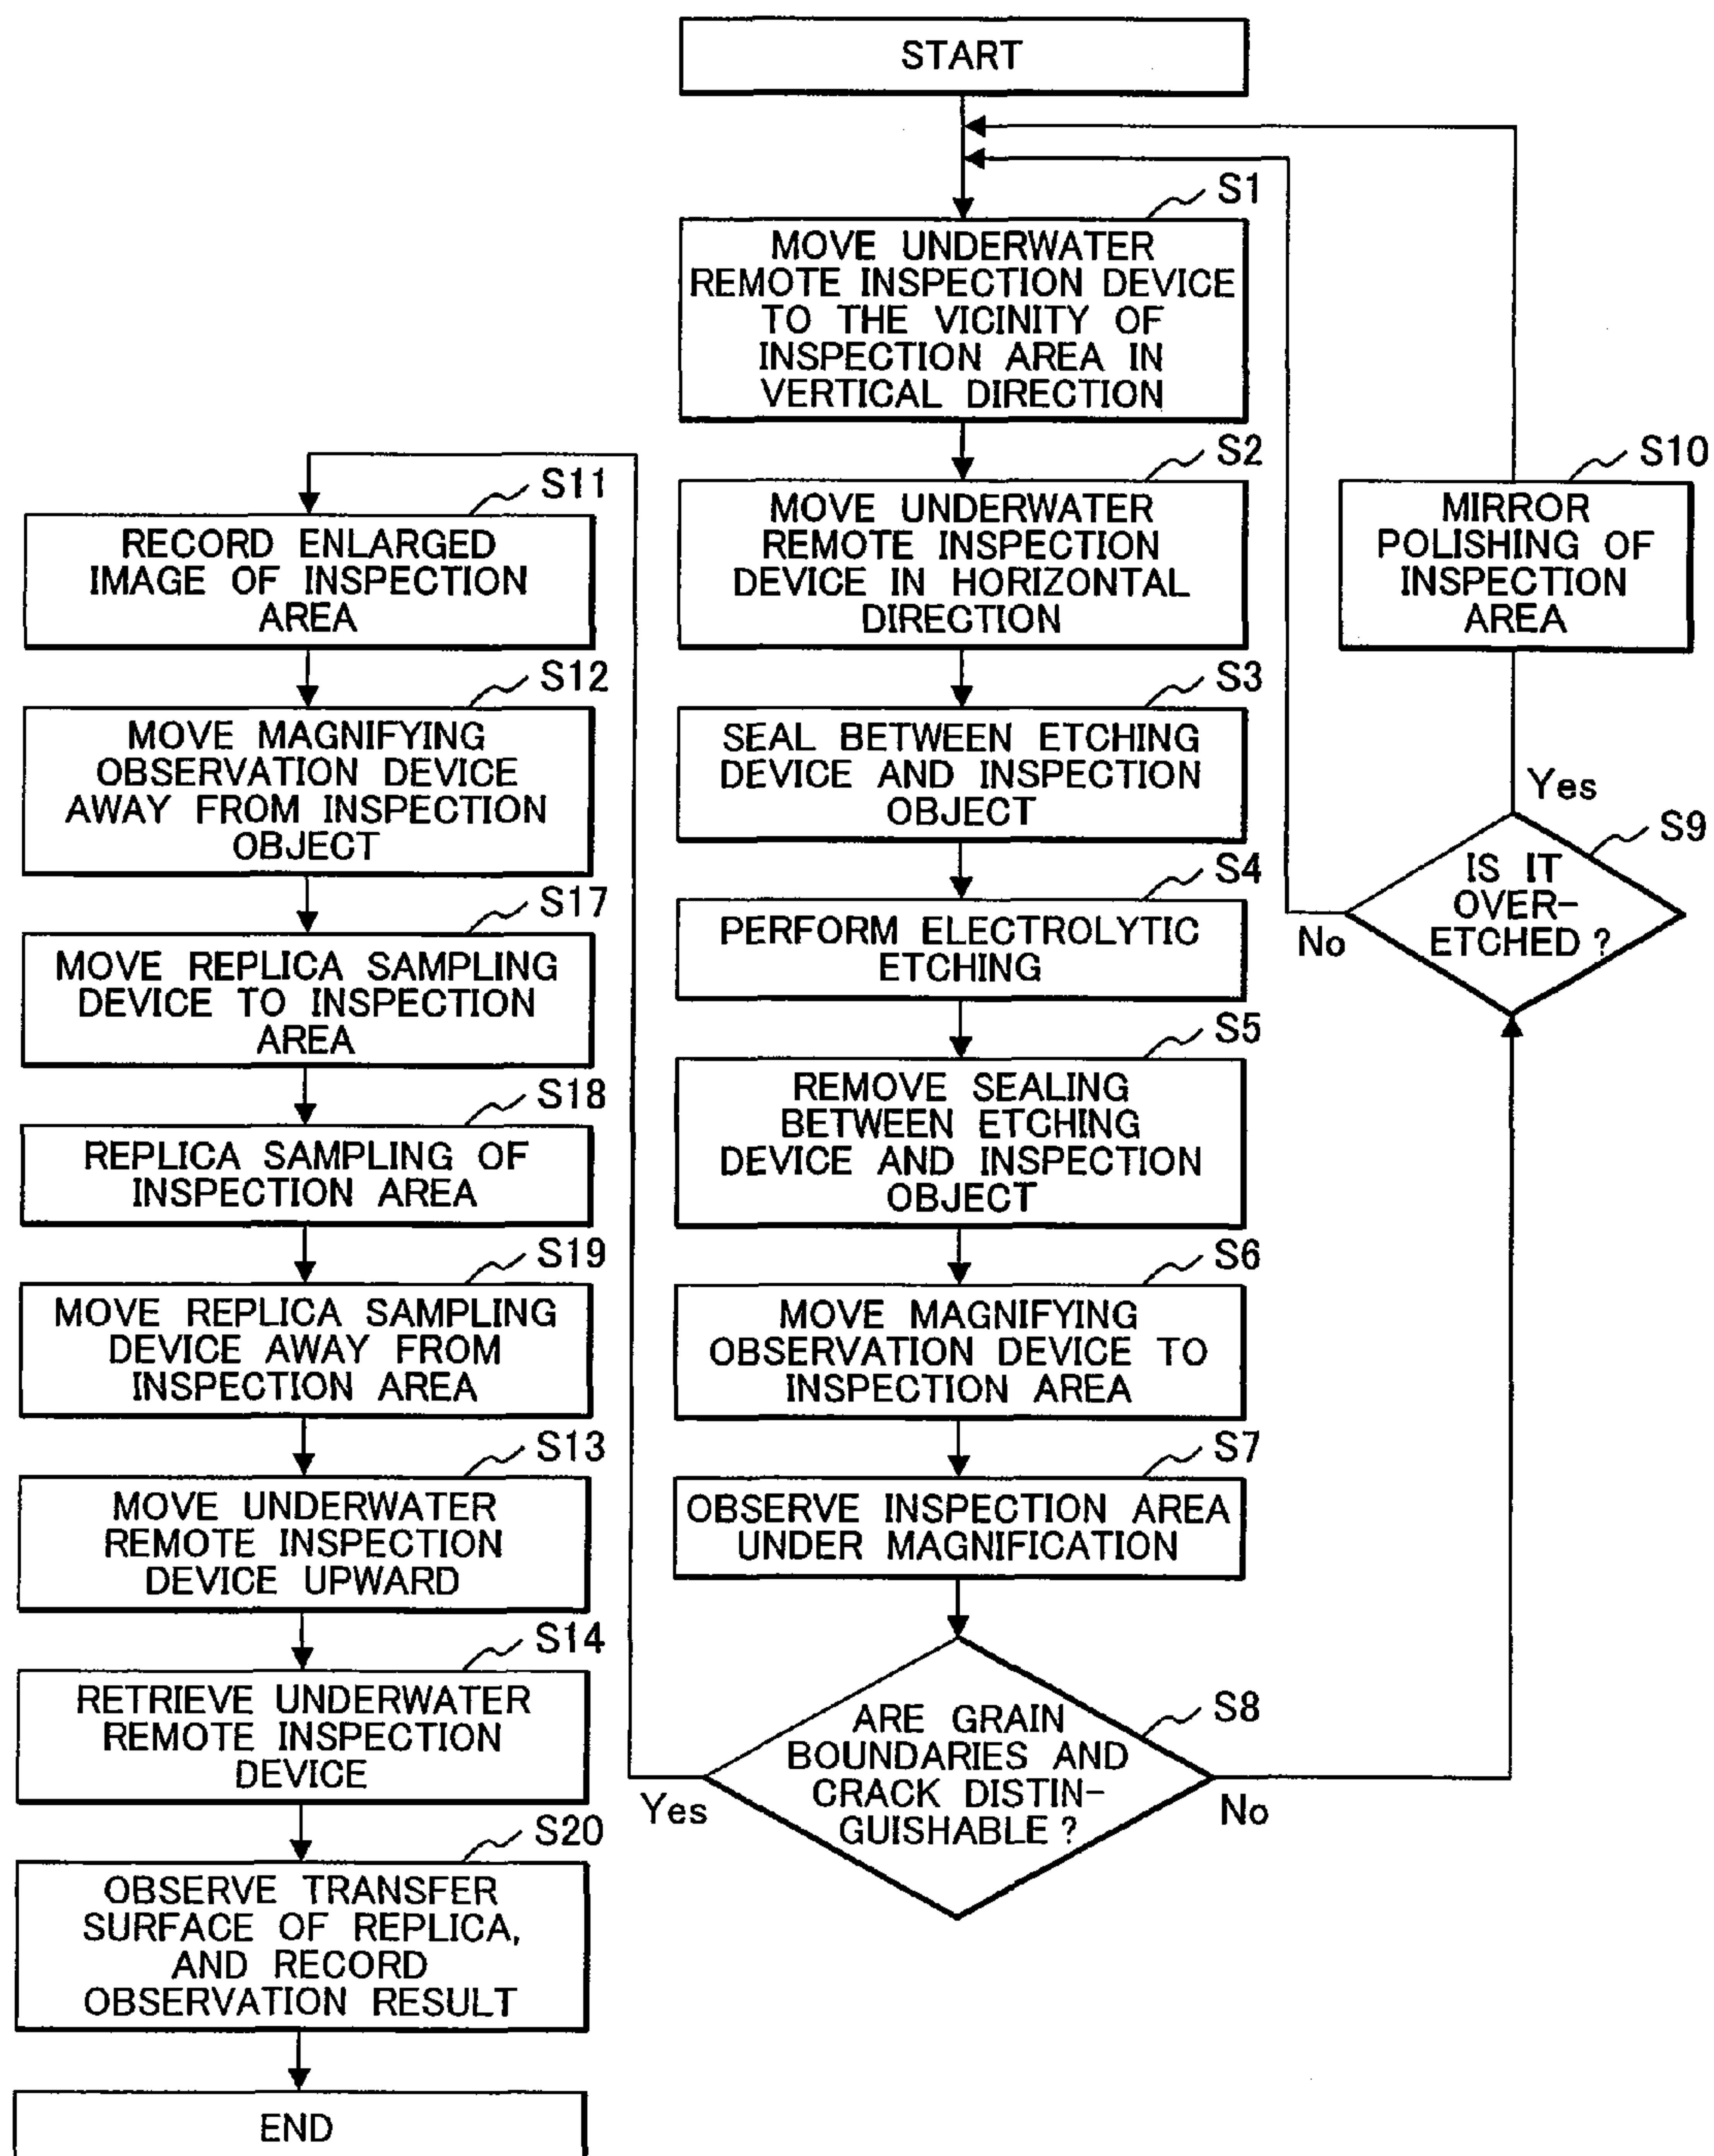 START
S1
MOVE UNDERWATER
REMOTE INSPECTION DEVICE
TO THE VICINITY OF
INSPECTION AREA IN
VERTICAL DIRECTION
S2
MOVE UNDERWATER
REMOTE INSPECTION
DEVICE IN HORIZONTAL
DIRECTION
S3
SEAL BETWEEN ETCHING
DEVICE AND INSPECTION
OBJECT
S4
PERFORM ELECTROLYTIC
ETCHING
S5
REMOVE SEALING
BETWEEN ETCHING
DEVICE AND INSPECTION
OBJECT
S6
MOVE MAGNIFYING
OBSERVATION DEVICE TO
INSPECTION AREA
S7
OBSERVE INSPECTION AREA
UNDER MAGNIFICATION
S8
ARE GRAIN
BOUNDARIES AND
CRACK DISTIN-
GUISHABLE ?
Yes
No
S9
IS IT
OVER-
ETCHED ?
Yes
No
S10
MIRROR
POLISHING OF
INSPECTION
AREA
S11
RECORD ENLARGED
IMAGE OF INSPECTION
AREA
S12
MOVE MAGNIFYING
OBSERVATION DEVICE
AWAY FROM INSPECTION
OBJECT
S17
MOVE REPLICA SAMPLING
DEVICE TO INSPECTION
AREA
S18
REPLICA SAMPLING OF
INSPECTION AREA
S19
MOVE REPLICA SAMPLING
DEVICE AWAY FROM
INSPECTION AREA
S13
MOVE UNDERWATER
REMOTE INSPECTION
DEVICE UPWARD
S14
RETRIEVE UNDERWATER
REMOTE INSPECTION
DEVICE
S20
OBSERVE TRANSFER
SURFACE OF REPLICA,
AND RECORD
OBSERVATION RESULT
END